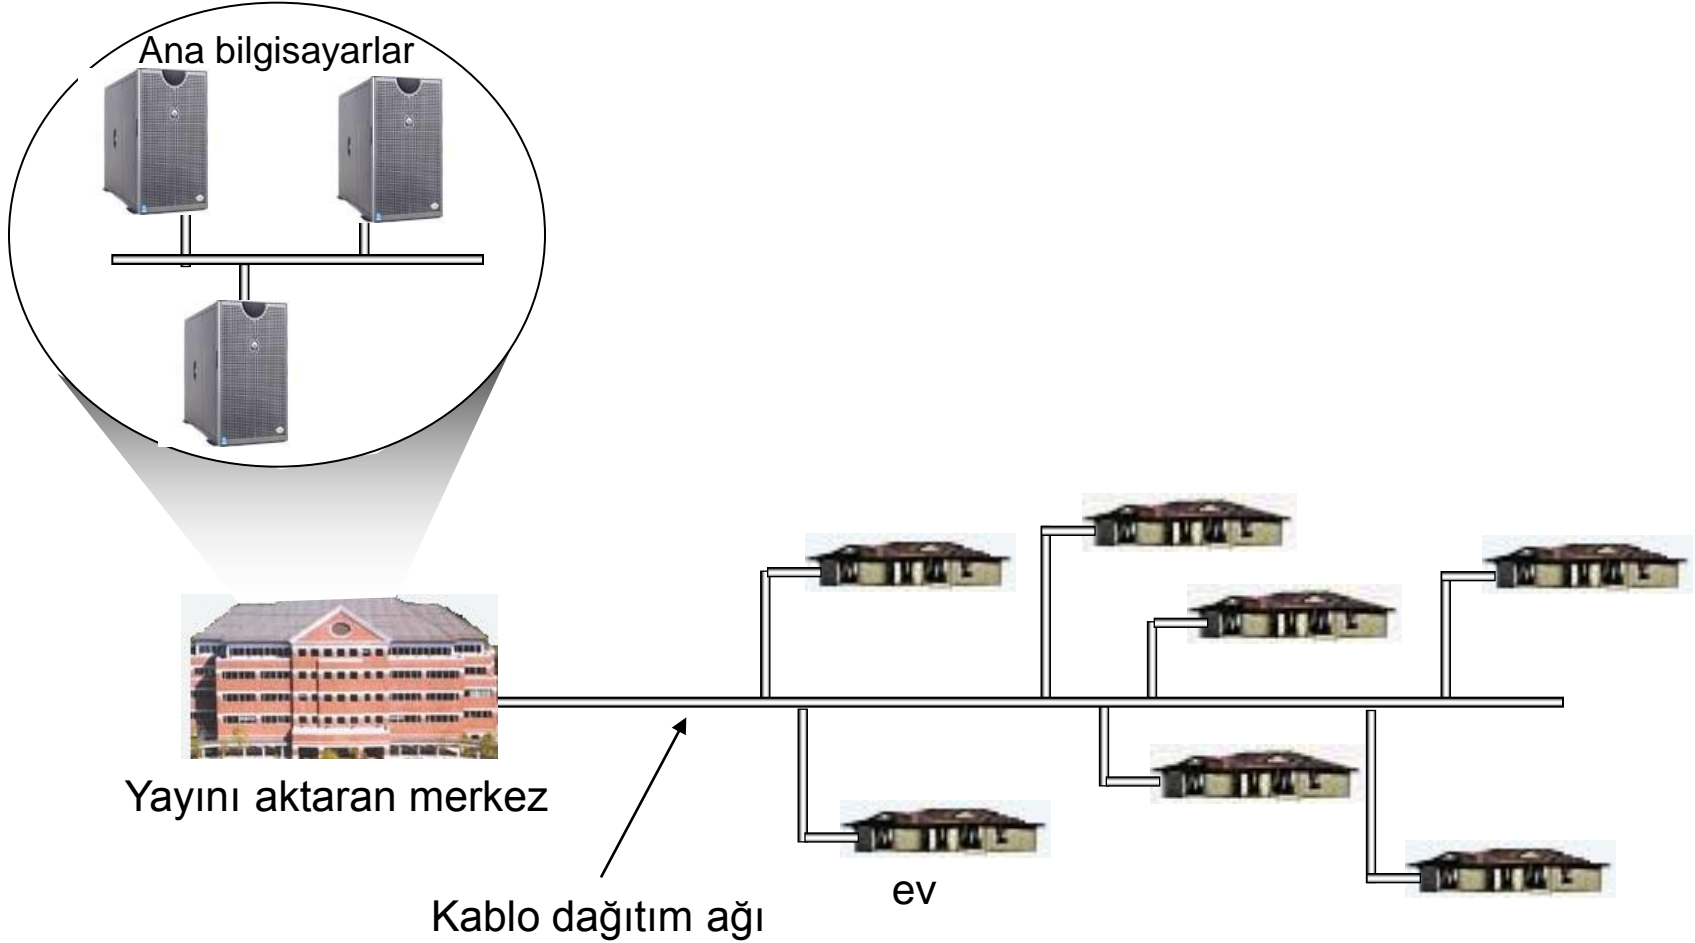 Ana bilgisayarlar
Yayını aktaran merkez
ev
Kablo dağıtım ağı